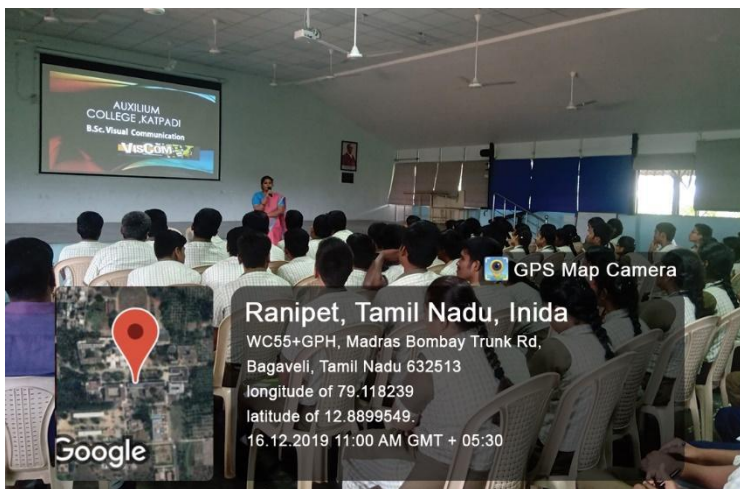 AUXILIUM
COLLEGE ,KATPADI
B.Sc. Visual Communication
VISCOM
GPS Map Camera
Ranipet, Tamil Nadu, Inida
WC55+GPH, Madras Bombay Trunk Rd,
Bagaveli, Tamil Nadu 632513
longitude of 79.118239
latitude of 12.8899549.
16.12.2019 11:00 AM GMT + 05:30
Google